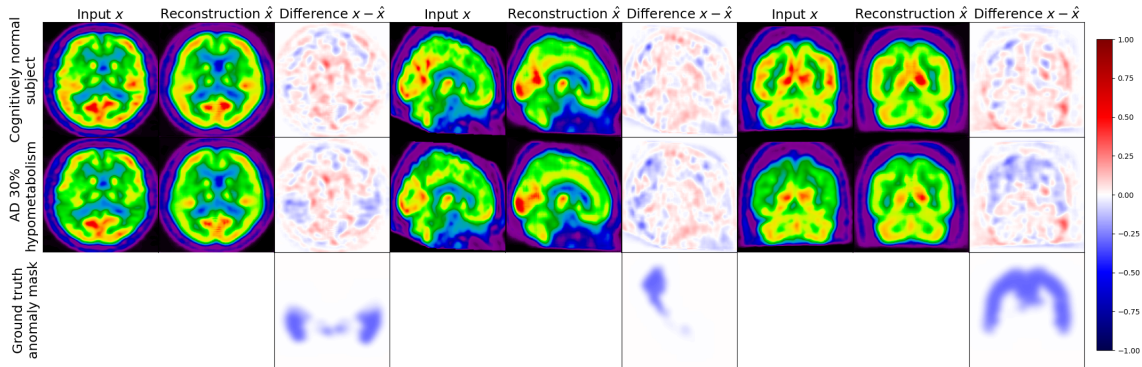 Input x Reconstruction x̂ Difference x − x̂ Input x Reconstruction x̂ Difference x − x̂ Input x Reconstruction x̂ Difference x − x̂
Cognitively normal
subject
AD 30%
hypometabolism
Ground truth
anomaly mask
1.00
0.75
0.50
0.25
0.00
−0.25
−0.50
−0.75
−1.00